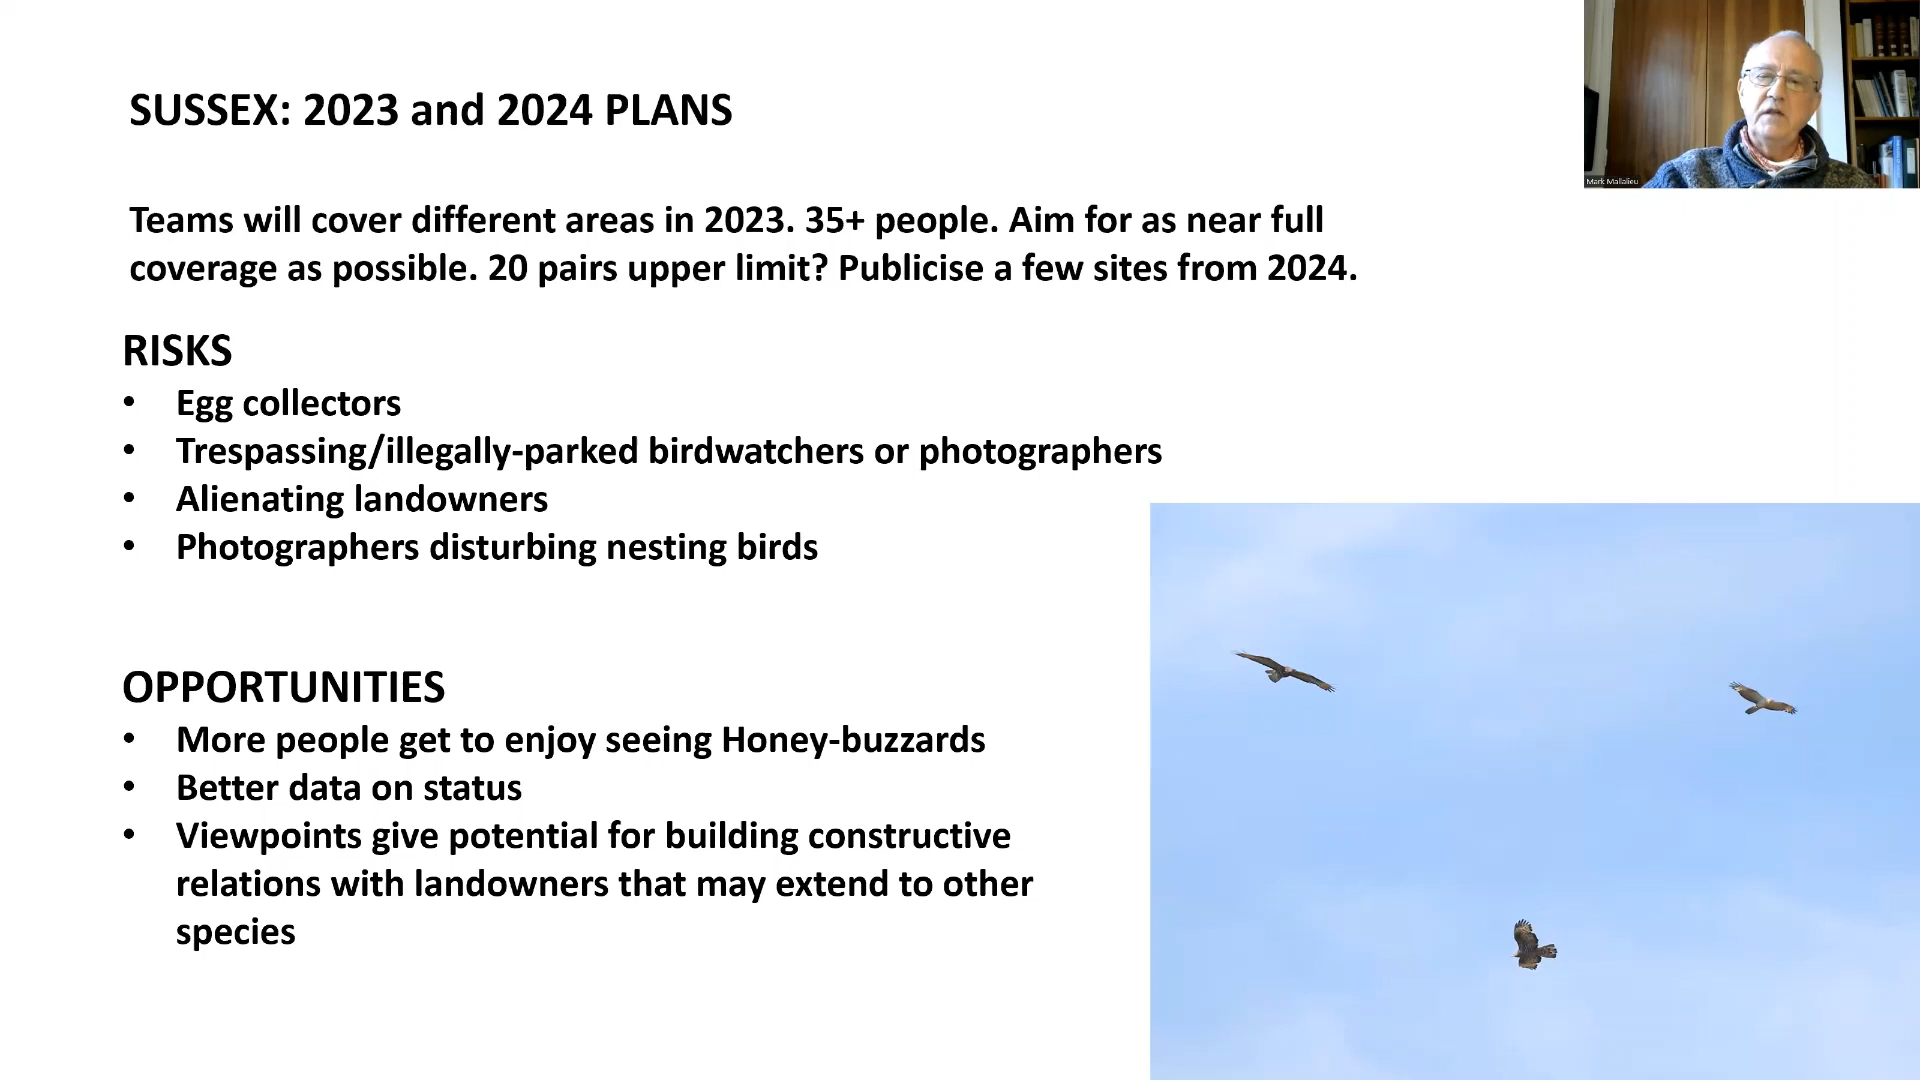 SUSSEX: 2023 and 2024 PLANS
Mark Mallalieu
Teams will cover different areas in 2023. 35+ people. Aim for as near full
coverage as possible. 20 pairs upper limit? Publicise a few sites from 2024.
RISKS
• Egg collectors
• Trespassing/illegally-parked birdwatchers or photographers
• Alienating landowners
• Photographers disturbing nesting birds
OPPORTUNITIES
• More people get to enjoy seeing Honey-buzzards
• Better data on status
• Viewpoints give potential for building constructive
relations with landowners that may extend to other
species